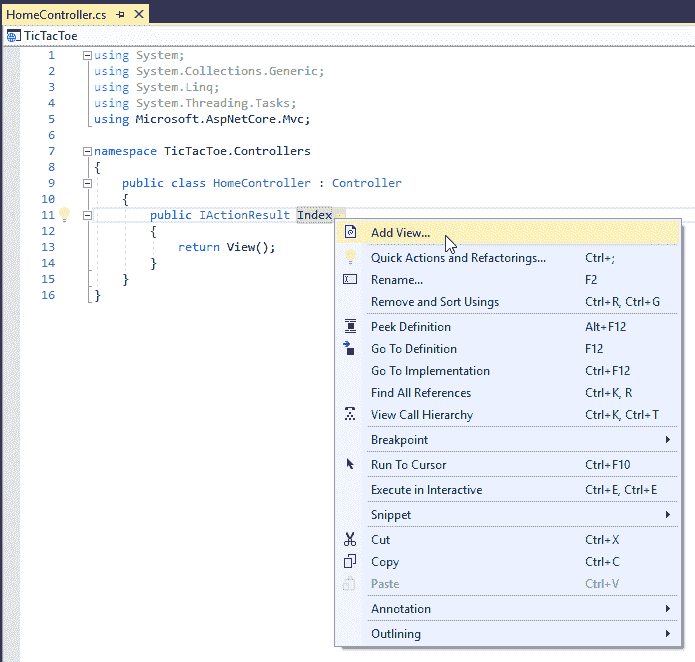 HomeController.cs
TicTacToe
1 using System;
2 using System.Collections.Generic;
3 using System.Linq;
4 using System.Threading.Tasks;
5 using Microsoft.AspNetCore.Mvc;
6
7 namespace TicTacToe.Controllers
8 {
9 public class HomeController : Controller
10 {
11 public IActionResult Index
12 {
13 return View();
14 }
15 }
16 }
Add View...
Quick Actions and Refactorings... Ctrl+;
Rename... F2
Remove and Sort Usings Ctrl+R, Ctrl+G
Peek Definition Alt+F12
Go To Definition F12
Go To Implementation Ctrl+F12
Find All References Ctrl+K, R
View Call Hierarchy Ctrl+K, Ctrl+T
Breakpoint
Run To Cursor Ctrl+F10
Execute in Interactive Ctrl+E, Ctrl+E
Snippet
Cut Ctrl+X
Copy Ctrl+C
Paste Ctrl+V
Annotation
Outlining